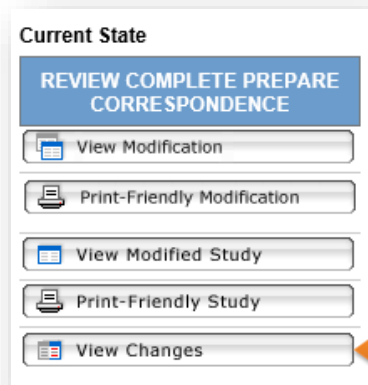 Current State
REVIEW COMPLETE PREPARE
CORRESPONDENCE
View Modification
Print-Friendly Modification
View Modified Study
Print-Friendly Study
View Changes